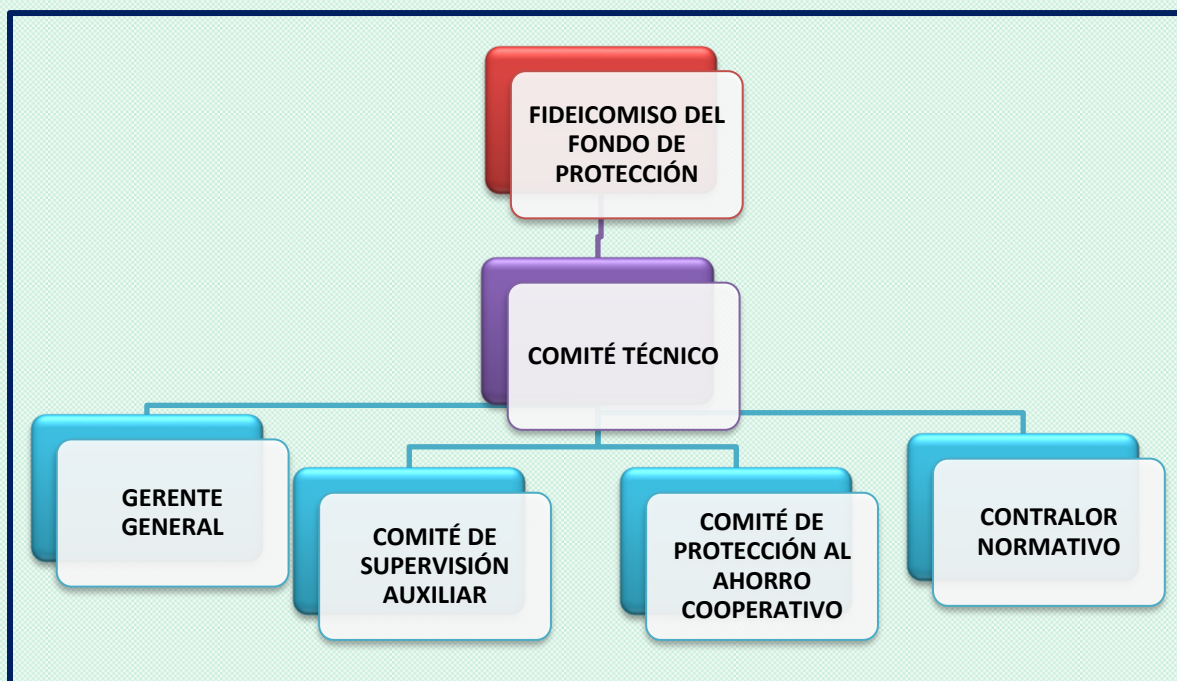 FIDEICOMISO DEL
FONDO DE
PROTECCIÓN
COMITÉ TÉCNICO
GERENTE
GENERAL
COMITÉ DE
SUPERVISIÓN
AUXILIAR
COMITÉ DE
PROTECCIÓN AL
AHORRO
COOPERATIVO
CONTRALOR
NORMATIVO